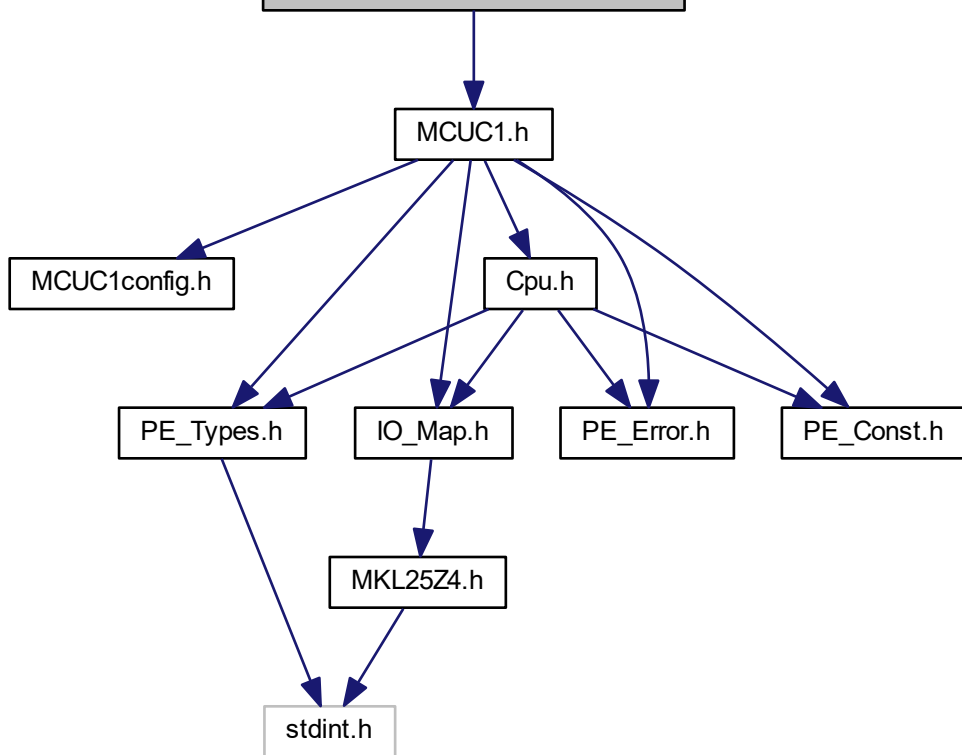 MCUC1.h
MCUC1config.h
Cpu.h
PE_Types.h
IO_Map.h
PE_Error.h
PE_Const.h
MKL25Z4.h
stdint.h